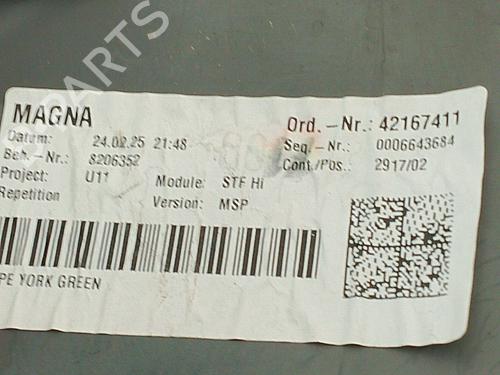 PARTS
MAGNA
Ord.-Nr.: 42167411
Datum: 24.02.25 21:48
Seq.-Nr.: 0006643684
Beh.-Nr.: 8206352
Cont./Pos.: 2917/02
Project: U11
Module: STF Hi
Repetition
Version: MSP
PE YORK GREEN